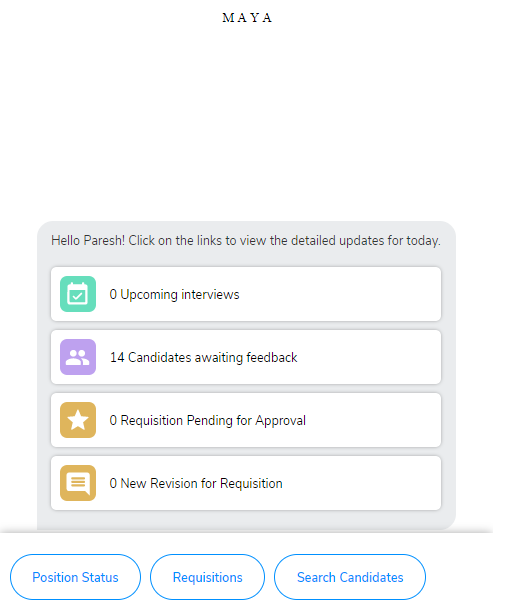 MAYA
Hello Paresh! Click on the links to view the detailed updates for today.
0 Upcoming interviews
14 Candidates awaiting feedback
0 Requisition Pending for Approval
0 New Revision for Requisition
Position Status
Requisitions
Search Candidates